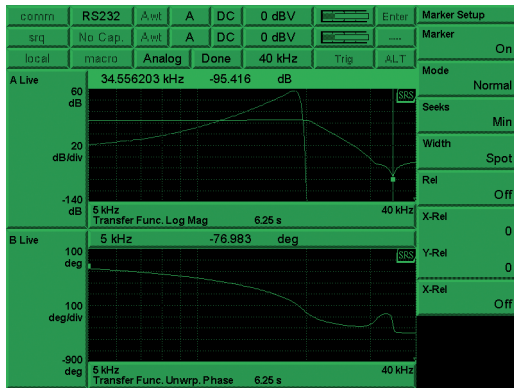 comm RS232 Awt A DC 0 dBV Enter
srq No Cap. Awt A DC 0 dBV ----
local macro Analog Done 40 kHz Trig ALT
A Live 34.556203 kHz -95.416 dB
60
dB
SRS
20
dB/div
-140
dB
5 kHz 40 kHz
Transfer Func. Log Mag 6.25 s
B Live 5 kHz -76.983 deg
100
deg
SRS
100
deg/div
-900
deg
5 kHz 40 kHz
Transfer Func. Unwrp. Phase 6.25 s
Marker Setup
Marker
On
Mode
Normal
Seeks
Min
Width
Spot
Rel
Off
X-Rel
0
Y-Rel
0
X-Rel
Off